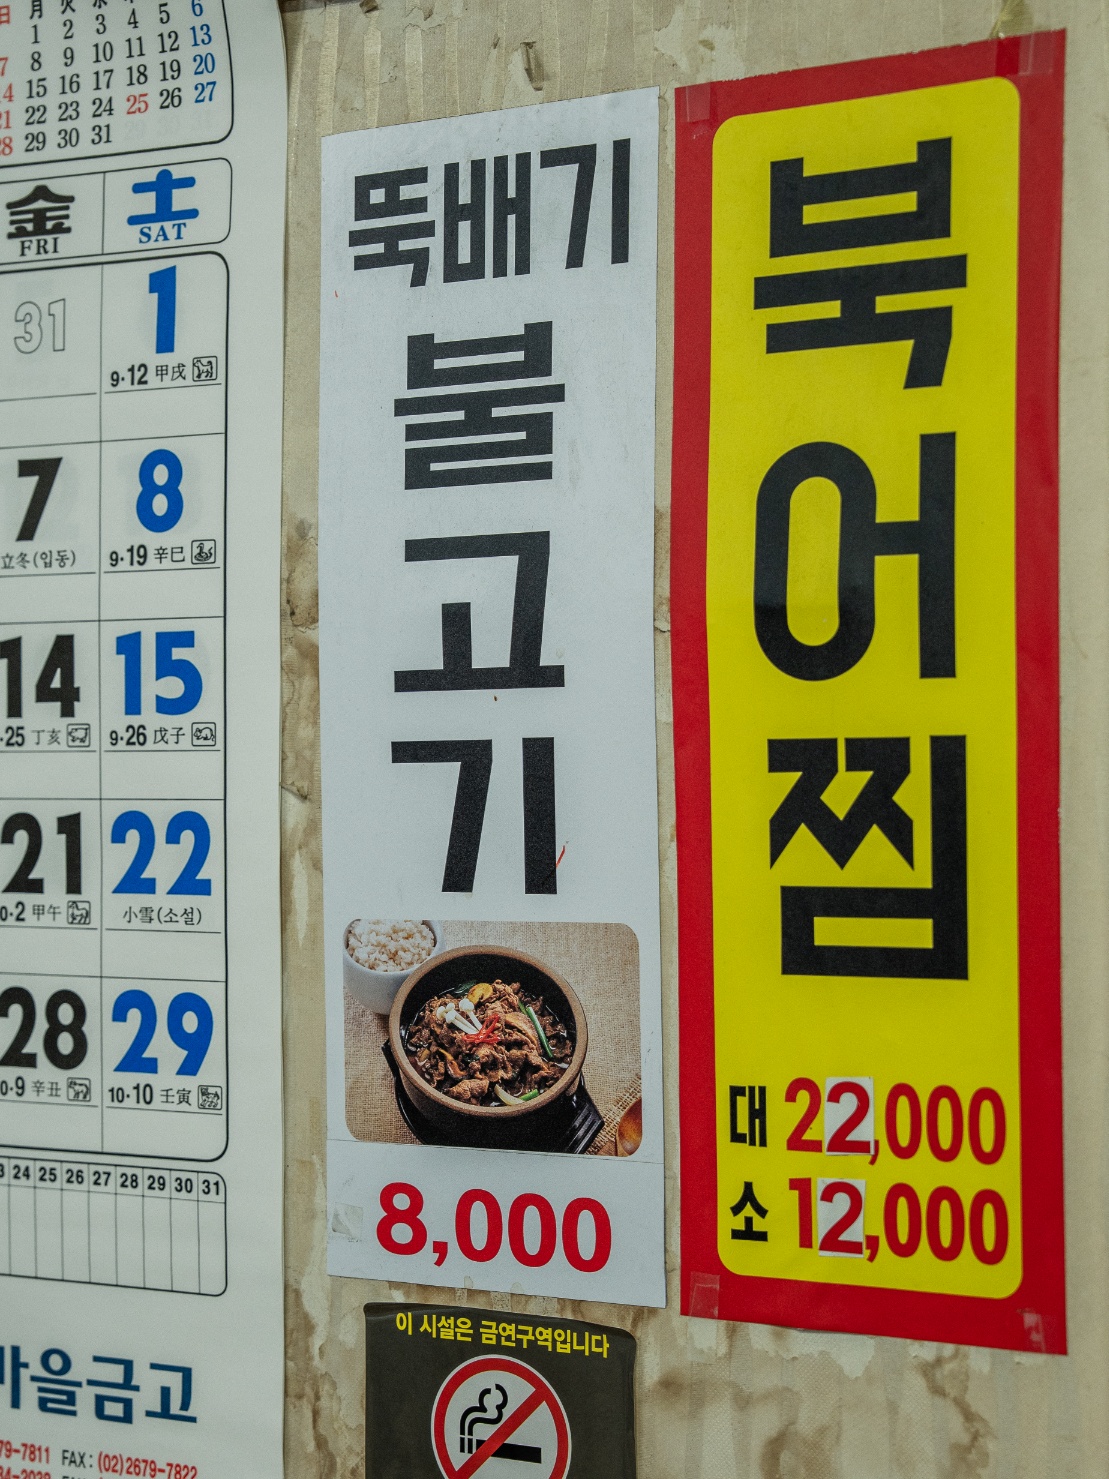 日 月 火 水
1 2 3 4 5 6
7 8 9 10 11 12 13
14 15 16 17 18 19 20
21 22 23 24 25 26 27
28 29 30 31
金 土
FRI SAT
31 1
9·12 甲戌
7 8
立冬(입동) 9·19 辛巳
14 15
·25 丁亥 9·26 戊子
21 22
0·2 甲午 小雪(소설)
28 29
0·9 辛丑 10·10 壬寅
24 25 26 27 28 29 30 31
마을금고
79-7811 FAX : (02)2679-7822
뚝배기
불
고
기
8,000
이 시설은 금연구역입니다
북
어
찜
대 22,000
소 12,000